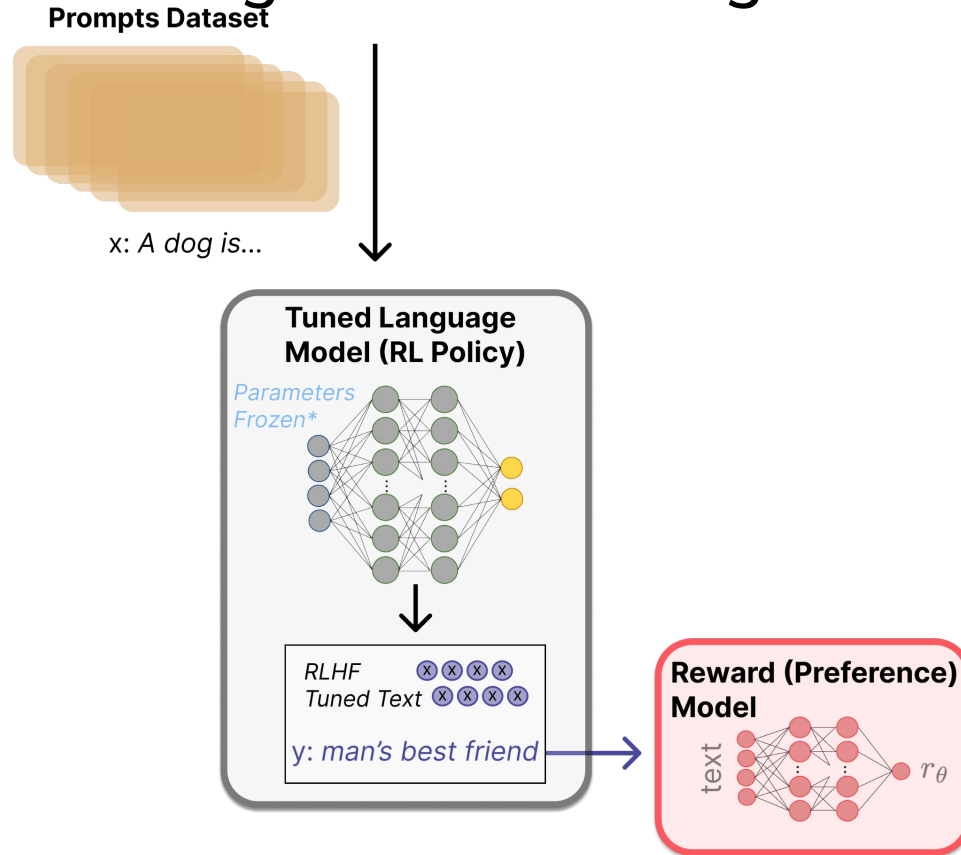 Prompts Dataset
x: A dog is...
Tuned Language
Model (RL Policy)
Parameters
Frozen*
RLHF
x x x x
Tuned Text
x x x x
y: man's best friend
Reward (Preference)
Model
text
rθ